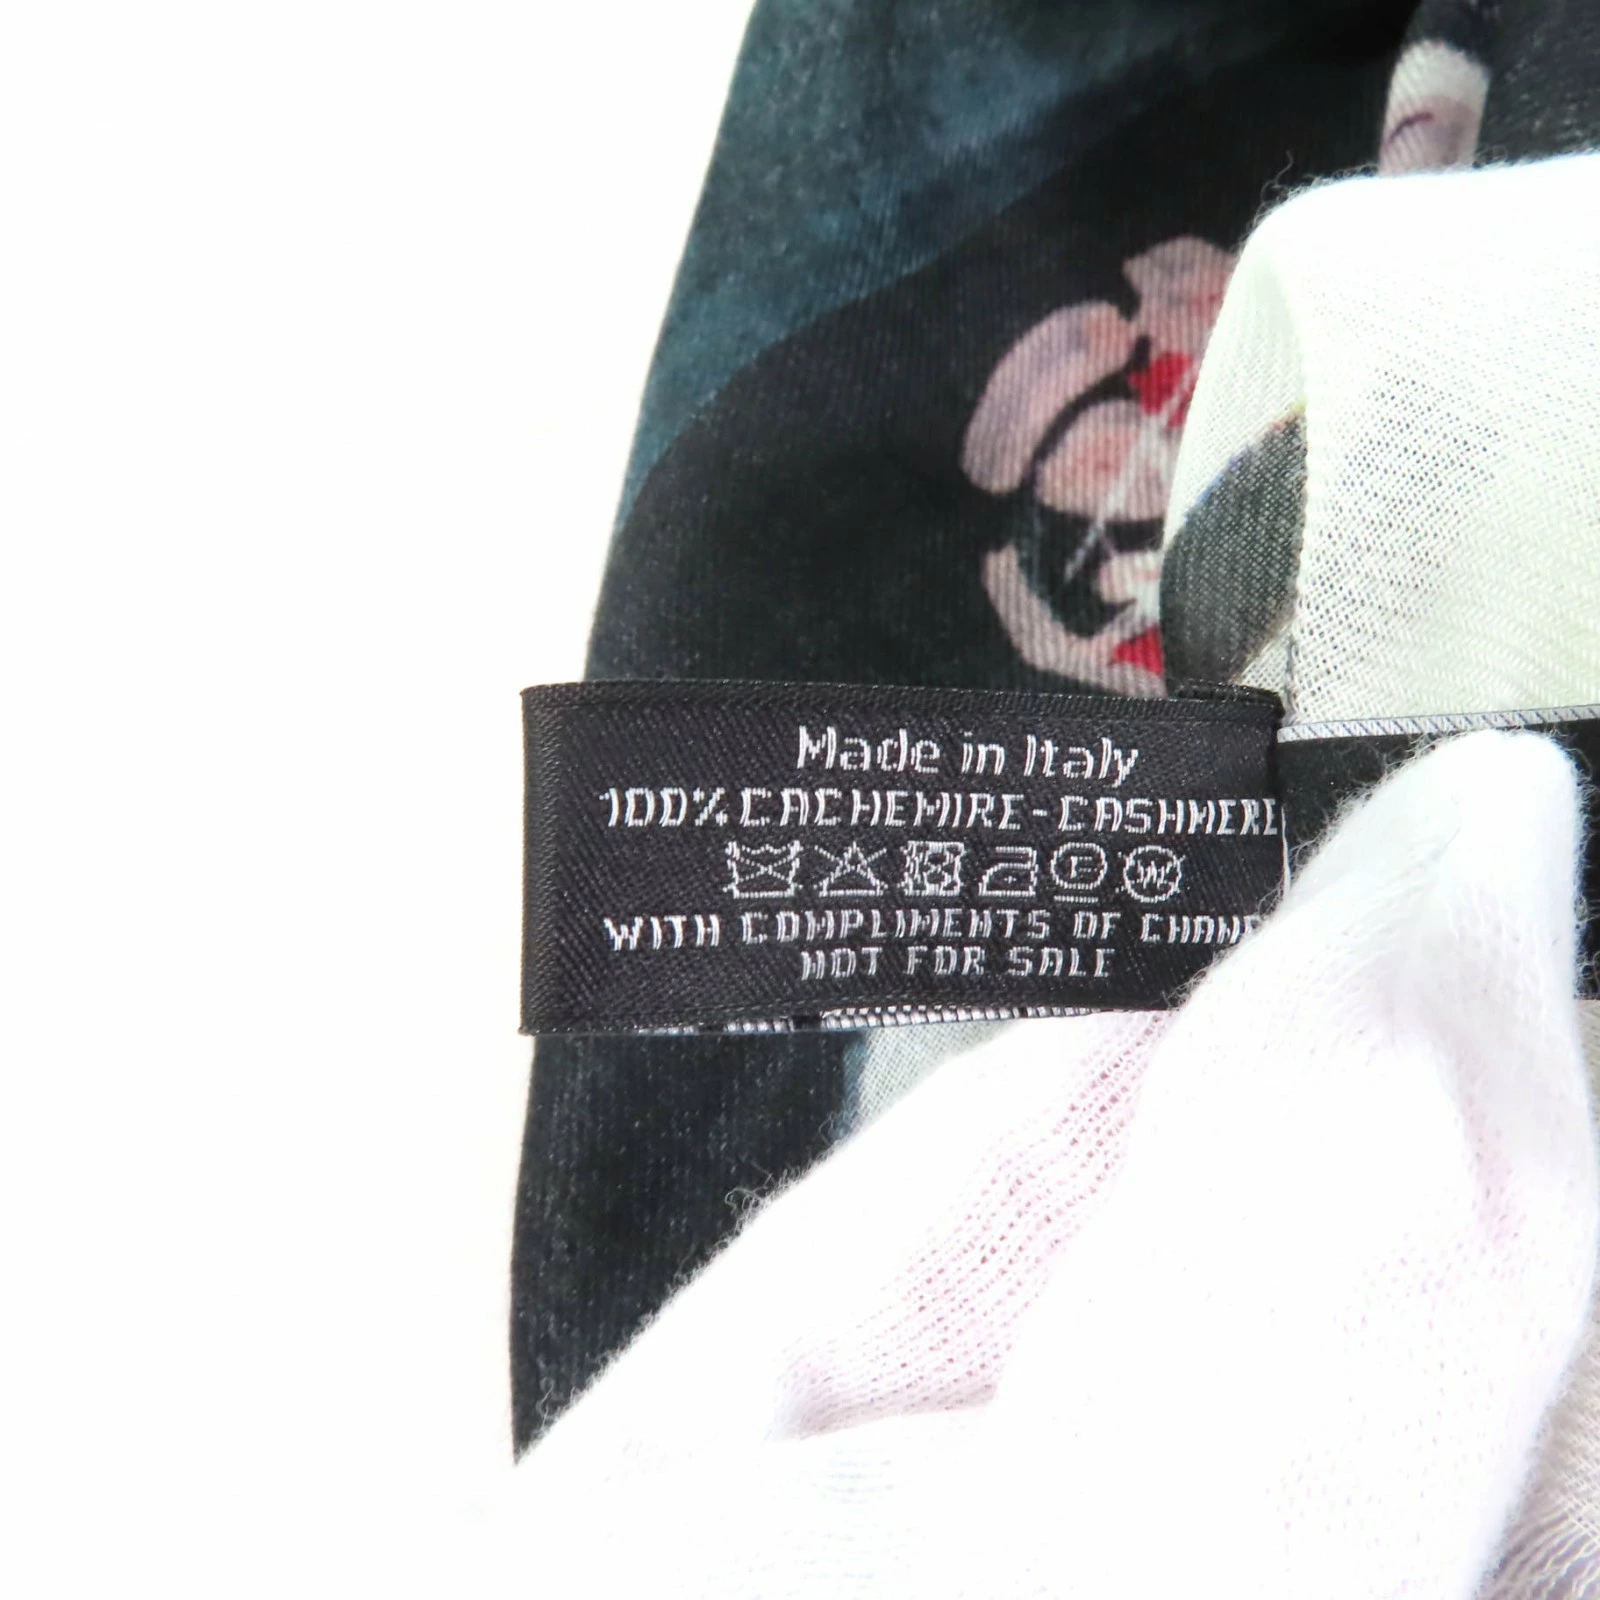 Made in Italy
100% CACHEMIRE-CASHMERE
WITH COMPLIMENTS OF CHANE
NOT FOR SALE